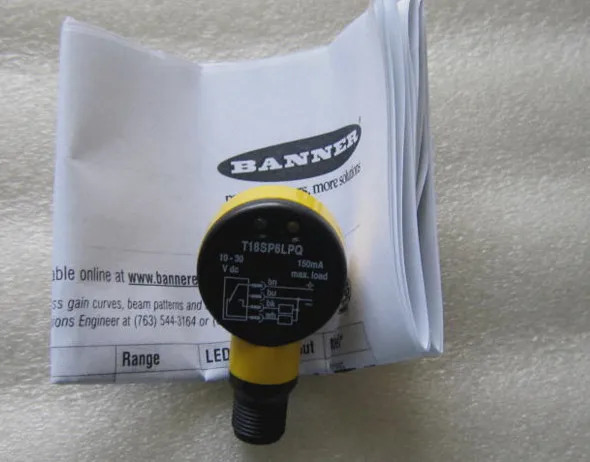 BANNER
more solutions
T18SP6LPQ
10 - 30
V dc
150mA
max. load
bn
+
bu
−
bk
wh
able online at www.bannere
ss gain curves, beam patterns and
ons Engineer at (763) 544-3164 or (
Range
LED